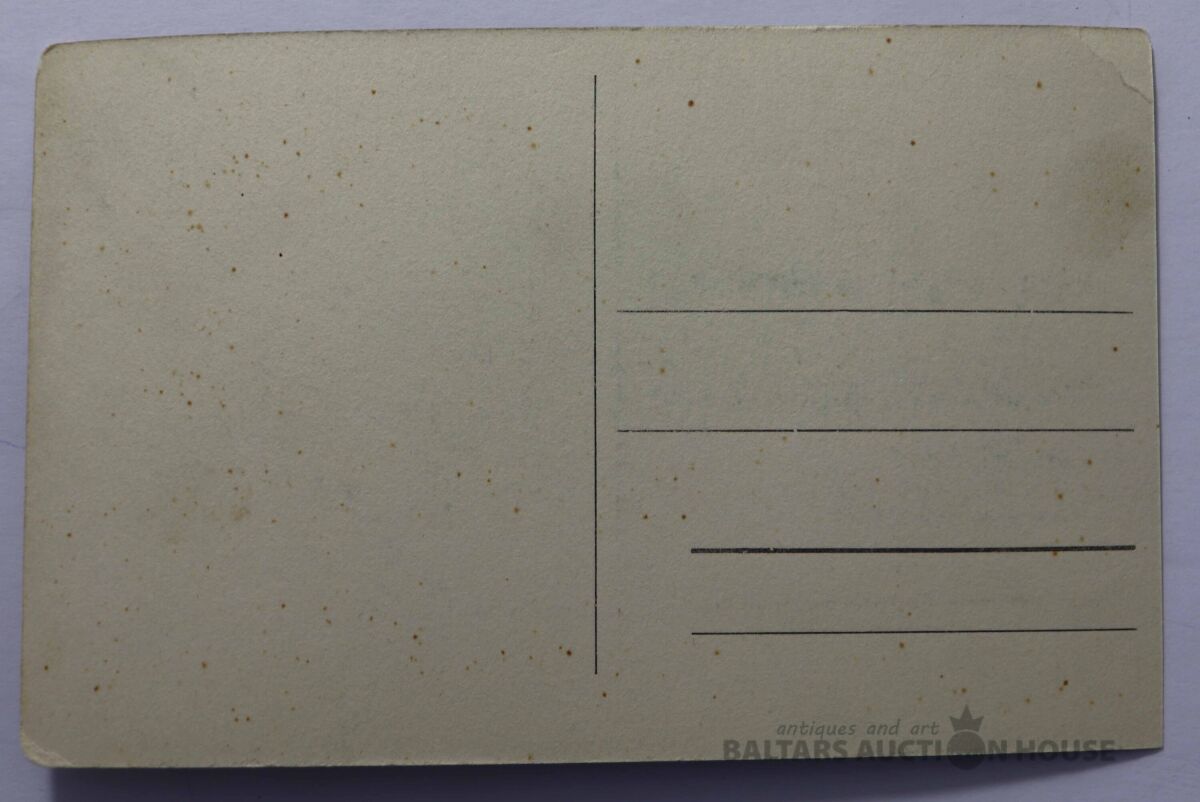 antiques and art
BALTARS AUCTION HOUSE